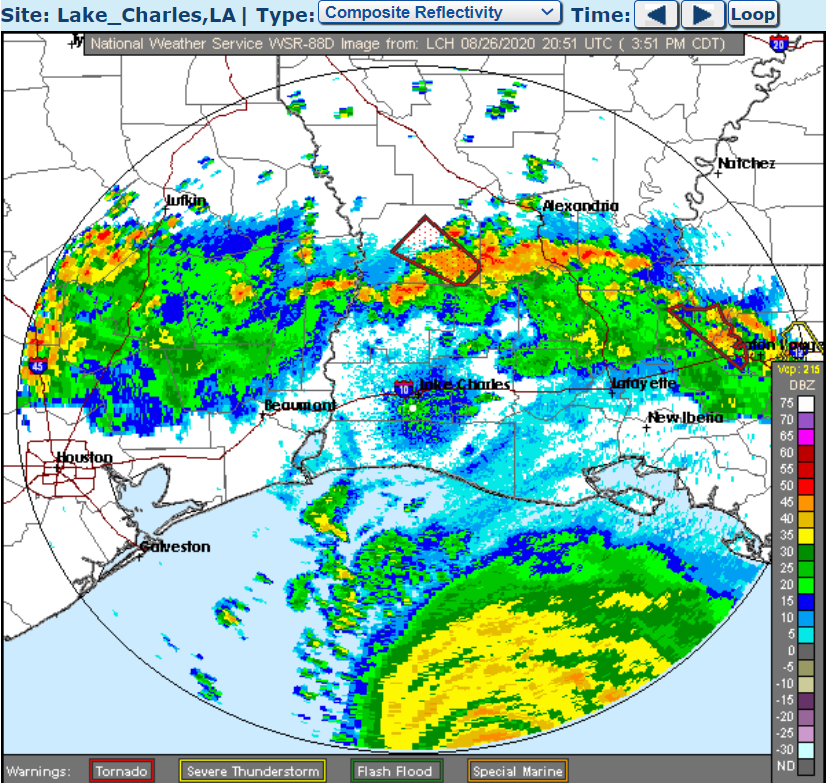 Site: Lake_Charles,LA | Type: Composite Reflectivity Time: Loop
National Weather Service WSR-88D Image from: LCH 08/26/2020 20:51 UTC ( 3:51 PM CDT)
20
Natchez
Lufkin
Alexandria
45
Vcp: 215
DBZ
Lake Charles
Lafayette
Beaumont
New Iberia
Houston
Galveston
75
70
65
60
55
50
45
40
35
30
25
20
15
10
5
0
-5
-10
-15
-20
-25
-30
ND
Warnings: Tornado Severe Thunderstorm Flash Flood Special Marine